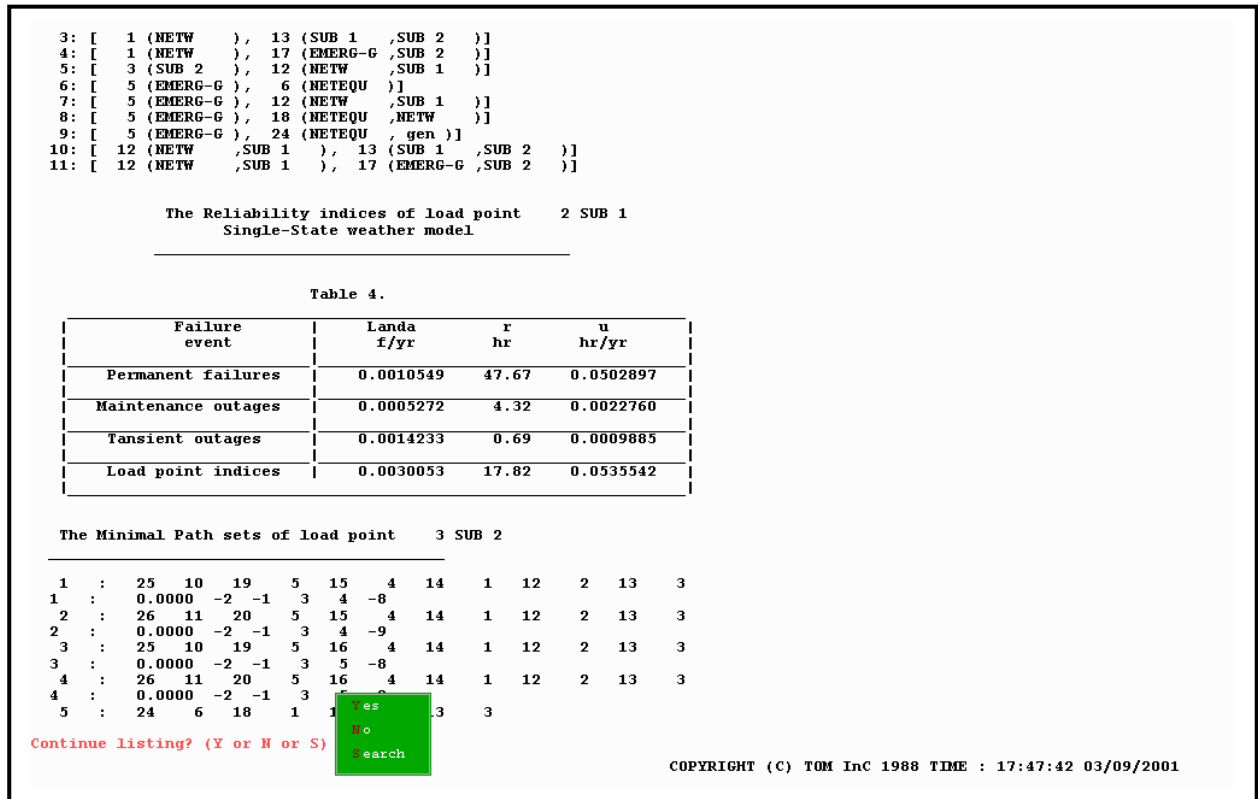 3: [ 1 (NETW ), 13 (SUB 1 ,SUB 2 )]
4: [ 1 (NETW ), 17 (EMERG-G ,SUB 2 )]
5: [ 3 (SUB 2 ), 12 (NETW ,SUB 1 )]
6: [ 5 (EMERG-G ), 6 (NETEQU )]
7: [ 5 (EMERG-G ), 12 (NETW ,SUB 1 )]
8: [ 5 (EMERG-G ), 18 (NETEQU ,NETW )]
9: [ 5 (EMERG-G ), 24 (NETEQU , gen )]
10: [ 12 (NETW ,SUB 1 ), 13 (SUB 1 ,SUB 2 )]
11: [ 12 (NETW ,SUB 1 ), 17 (EMERG-G ,SUB 2 )]
The Reliability indices of load point 2 SUB 1
Single-State weather model
Table 4.
Failure Landa r u
event f/yr hr hr/yr
Permanent failures 0.0010549 47.67 0.0502897
Maintenance outages 0.0005272 4.32 0.0022760
Tansient outages 0.0014233 0.69 0.0009885
Load point indices 0.0030053 17.82 0.0535542
The Minimal Path sets of load point 3 SUB 2
1 : 25 10 19 5 15 4 14 1 12 2 13 3
1 : 0.0000 -2 -1 3 4 -8
2 : 26 11 20 5 15 4 14 1 12 2 13 3
2 : 0.0000 -2 -1 3 4 -9
3 : 25 10 19 5 16 4 14 1 12 2 13 3
3 : 0.0000 -2 -1 3 5 -8
4 : 26 11 20 5 16 4 14 1 12 2 13 3
4 : 0.0000 -2 -1 3
5 : 24 6 18 1 3
Yes
No
Search
Continue listing? (Y or N or S)
COPYRIGHT (C) TOM InC 1988 TIME : 17:47:42 03/09/2001